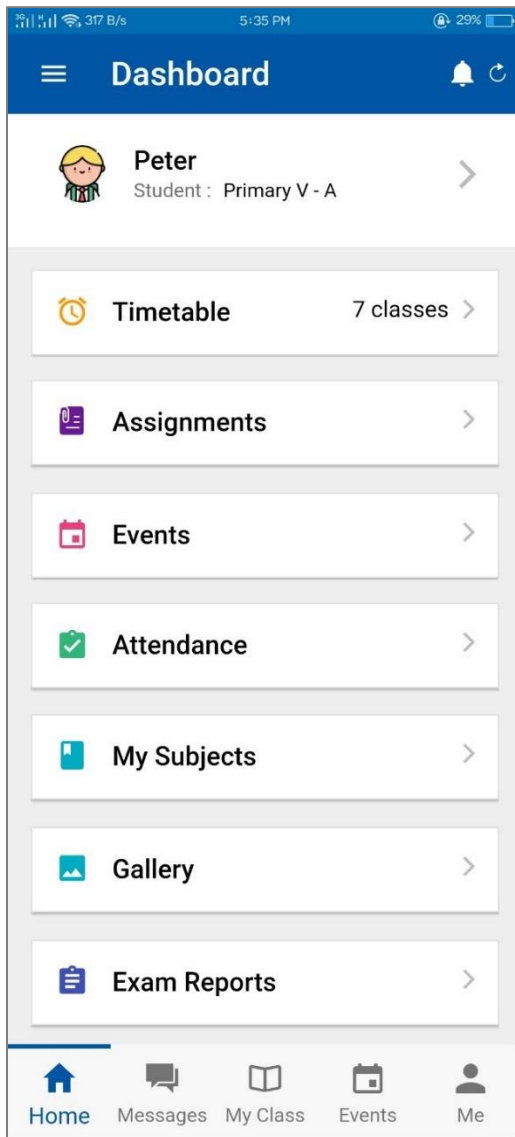 3G H 317 B/s 5:35 PM 29%
Dashboard
Peter
Student : Primary V - A
Timetable 7 classes
Assignments
Events
Attendance
My Subjects
Gallery
Exam Reports
Home Messages My Class Events Me